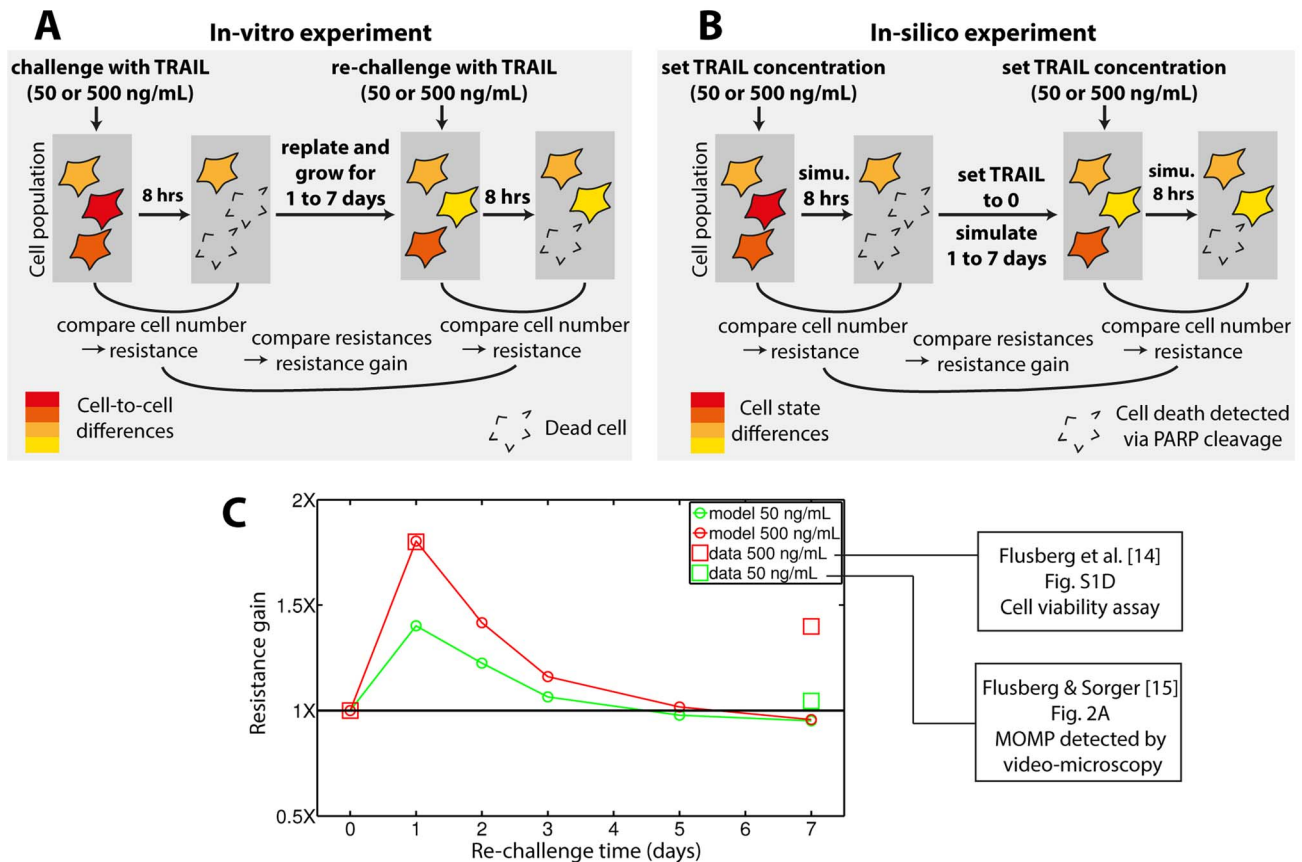 A
In-vitro experiment
challenge with TRAIL
(50 or 500 ng/mL)
re-challenge with TRAIL
(50 or 500 ng/mL)
Cell population
8 hrs
replate and
grow for
1 to 7 days
8 hrs
compare cell number
→ resistance
compare resistances
→ resistance gain
compare cell number
→ resistance
Cell-to-cell
differences
Dead cell
B
In-silico experiment
set TRAIL concentration
(50 or 500 ng/mL)
set TRAIL concentration
(50 or 500 ng/mL)
Cell population
simu.
8 hrs
set TRAIL
to 0
simulate
1 to 7 days
simu.
8 hrs
compare cell number
→ resistance
compare resistances
→ resistance gain
compare cell number
→ resistance
Cell state
differences
Cell death detected
via PARP cleavage
C
2X
1.5X
1X
0.5X
Resistance gain
0 1 2 3 4 5 6 7
Re-challenge time (days)
model 50 ng/mL
model 500 ng/mL
data 500 ng/mL
data 50 ng/mL
Flusberg et al. [14]
Fig. S1D
Cell viability assay
Flusberg & Sorger [15]
Fig. 2A
MOMP detected by
video-microscopy